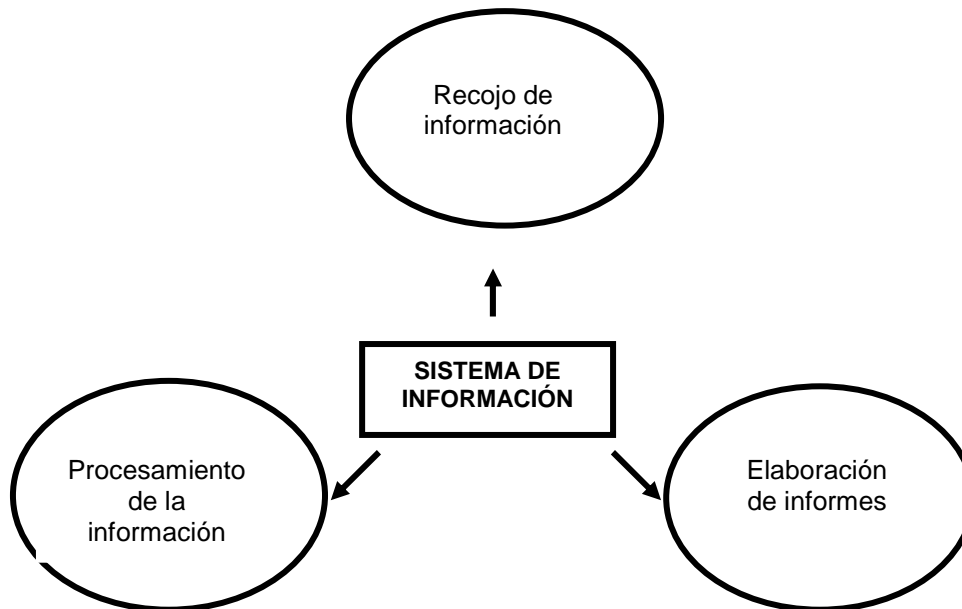 Recojo de
información
SISTEMA DE
INFORMACIÓN
Procesamiento
de la
información
Elaboración
de informes